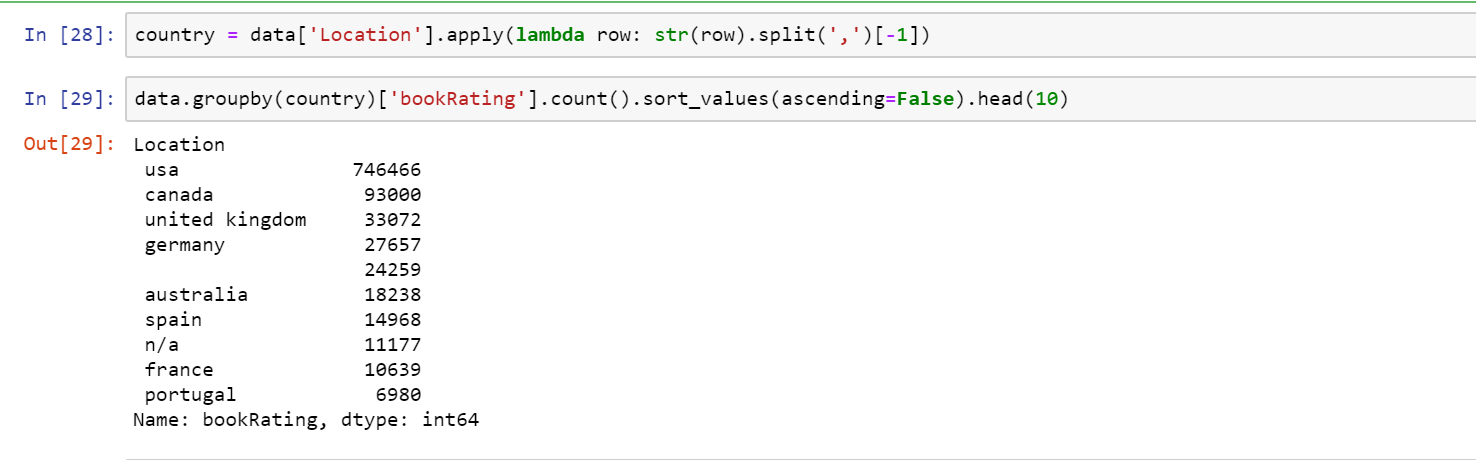 In [28]: country = data['Location'].apply(lambda row: str(row).split(',')[-1])
In [29]: data.groupby(country)['bookRating'].count().sort_values(ascending=False).head(10)
Out[29]: Location
usa 746466
canada 93000
united kingdom 33072
germany 27657
24259
australia 18238
spain 14968
n/a 11177
france 10639
portugal 6980
Name: bookRating, dtype: int64